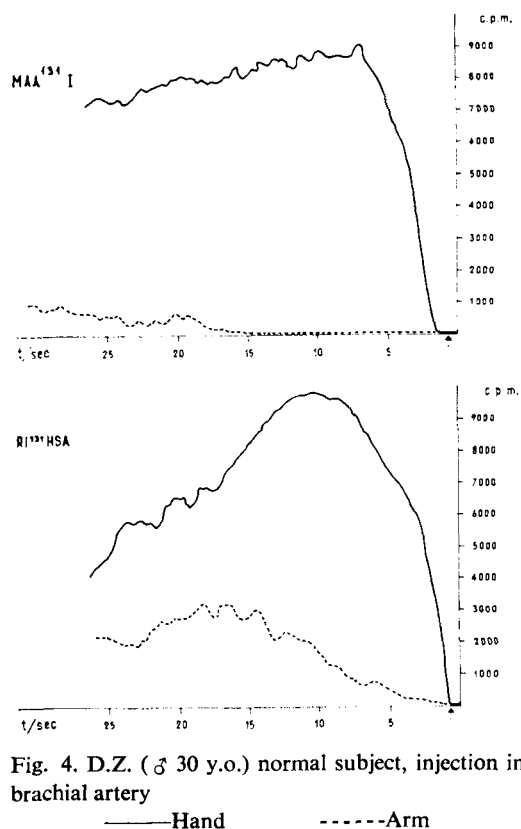 c.p.m.
MAA¹³¹ I
9000
8000
7000
6000
5000
4000
3000
2000
1000
t/sec 25 20 15 10 5
c.p.m.
RI¹³¹HSA
9000
8000
7000
6000
5000
4000
3000
2000
1000
t/sec 25 20 15 10 5
Fig. 4. D.Z. (♂ 30 y.o.) normal subject, injection in
brachial artery
Hand Arm